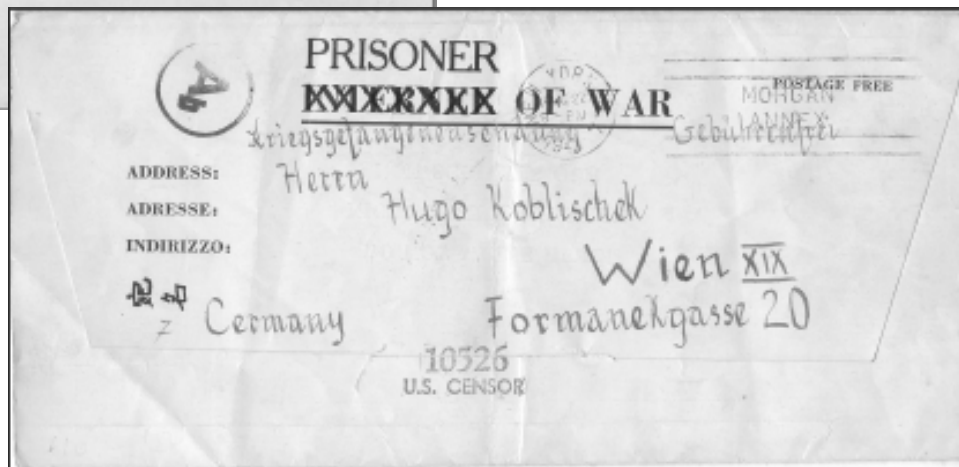 A
PRISONER
OF WAR
POSTAGE FREE
MORGAN
ANNEX
Kriegsgefangenensendung Gebührenfrei
ADDRESS: Herrn
ADRESSE: Hugo Koblischek
INDIRIZZO:
Wien XIX
Germany Formanekgasse 20
10526
U.S. CENSOR